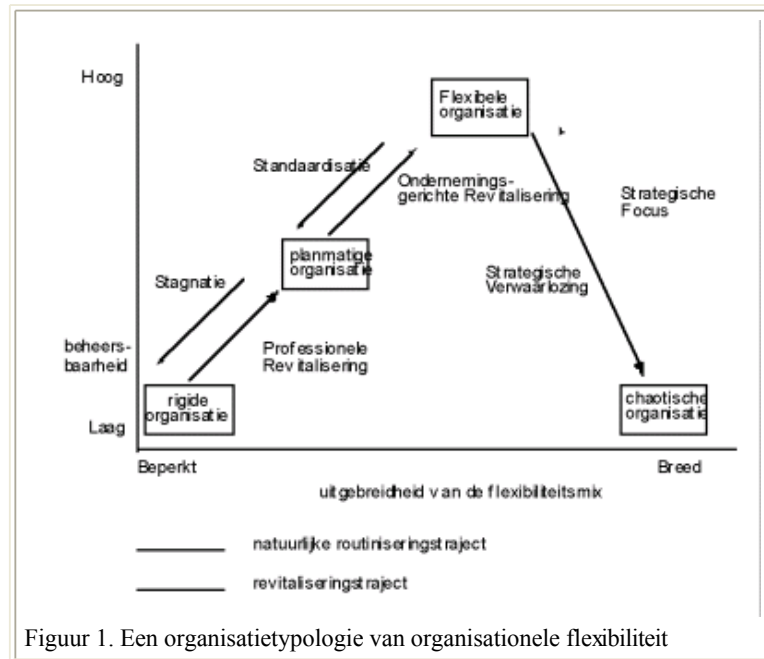 Hoog
Flexibele
organisatie
Standaardisatie
Ondernemings-
gerichte Revitalisering
Strategische
Focus
planmatige
organisatie
Stagnatie
Strategische
Verwaarlozing
beheers-
baarheid
Professionele
Revitalisering
rigide
organisatie
chaotische
organisatie
Laag
Beperkt
Breed
uitgebreidheid van de flexibiliteitsmix
natuurlijke routiniseringstraject
revitaliseringstraject
Figuur 1. Een organisatietypologie van organisationele flexibiliteit